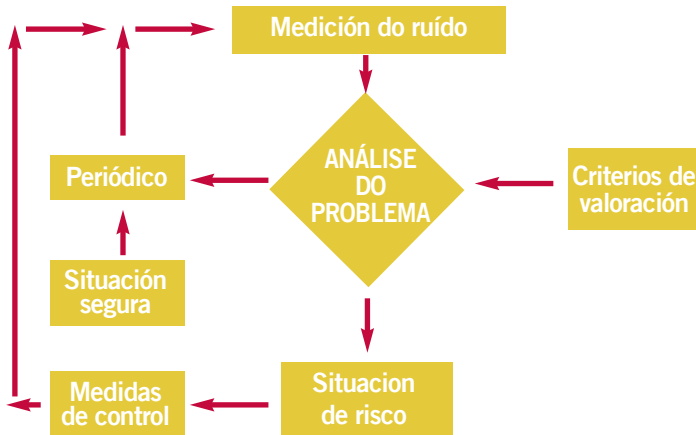 Medición do ruído
ANÁLISE
DO
PROBLEMA
Periódico
Criterios de
valoración
Situación
segura
Medidas
de control
Situacion
de risco